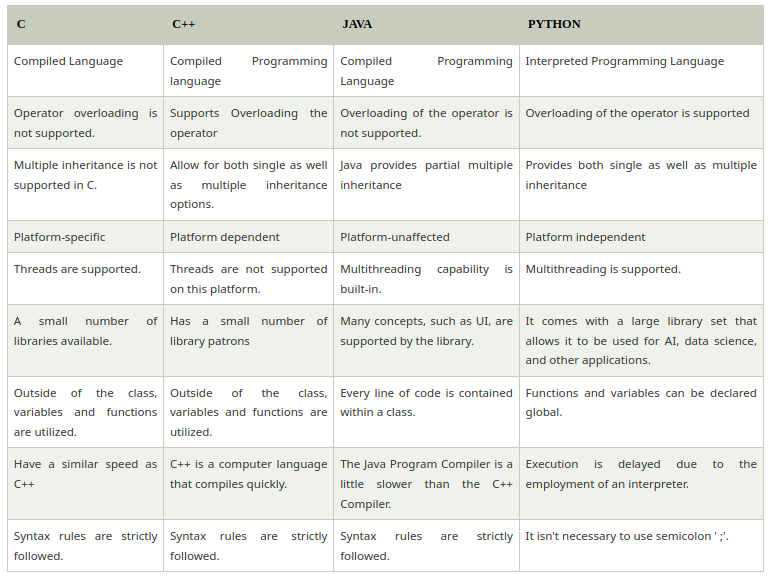 C C++ JAVA PYTHON
Compiled Language
Compiled Programming
language
Compiled Programming
Language
Interpreted Programming Language
Operator overloading is
not supported.
Supports Overloading the
operator
Overloading of the operator is
not supported.
Overloading of the operator is supported
Multiple inheritance is not
supported in C.
Allow for both single as well
as multiple inheritance
options.
Java provides partial multiple
inheritance
Provides both single as well as multiple
inheritance
Platform-specific
Platform dependent
Platform-unaffected
Platform independent
Threads are supported.
Threads are not supported
on this platform.
Multithreading capability is
built-in.
Multithreading is supported.
A small number of
libraries available.
Has a small number of
library patrons
Many concepts, such as UI, are
supported by the library.
It comes with a large library set that
allows it to be used for AI, data science,
and other applications.
Outside of the class,
variables and functions
are utilized.
Outside of the class,
variables and functions are
utilized.
Every line of code is contained
within a class.
Functions and variables can be declared
global.
Have a similar speed as
C++
C++ is a computer language
that compiles quickly.
The Java Program Compiler is a
little slower than the C++
Compiler.
Execution is delayed due to the
employment of an interpreter.
Syntax rules are strictly
followed.
Syntax rules are strictly
followed.
Syntax rules are strictly
followed.
It isn't necessary to use semicolon ' ;'.